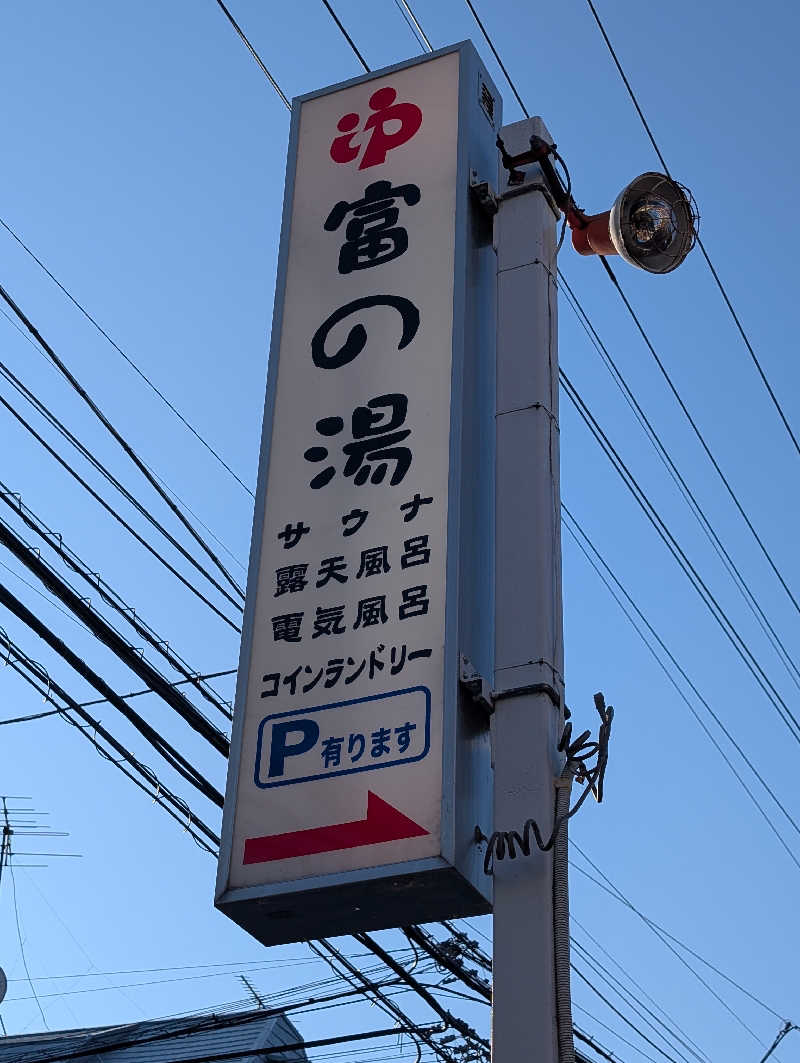 富の湯
サウナ
露天風呂
電気風呂
コインランドリー
P有ります